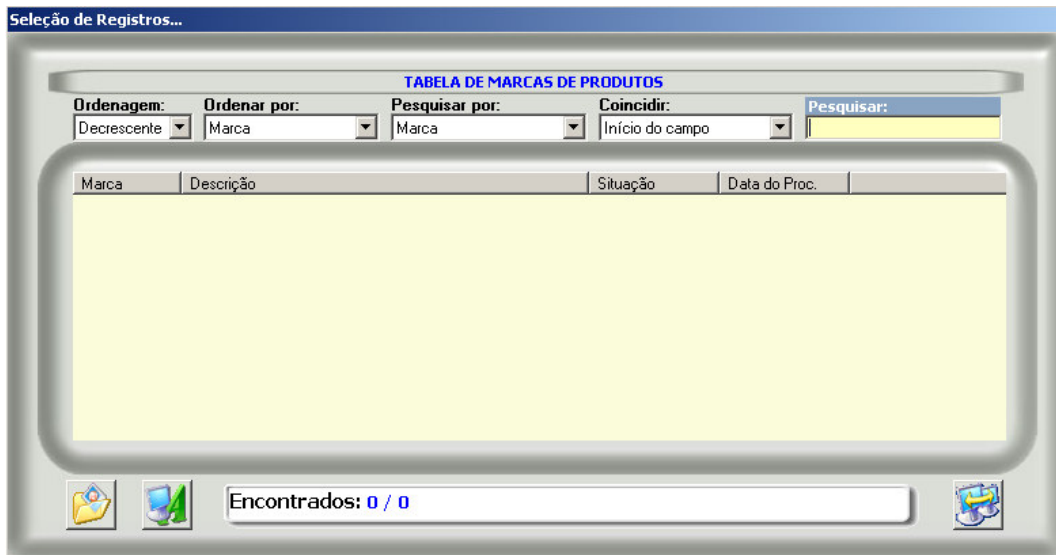 Seleção de Registros...
TABELA DE MARCAS DE PRODUTOS
Ordenagem: Ordenar por: Pesquisar por: Coincidir: Pesquisar:
Decrescente Marca Marca Início do campo
Marca Descrição Situação Data do Proc.
Encontrados: 0 / 0